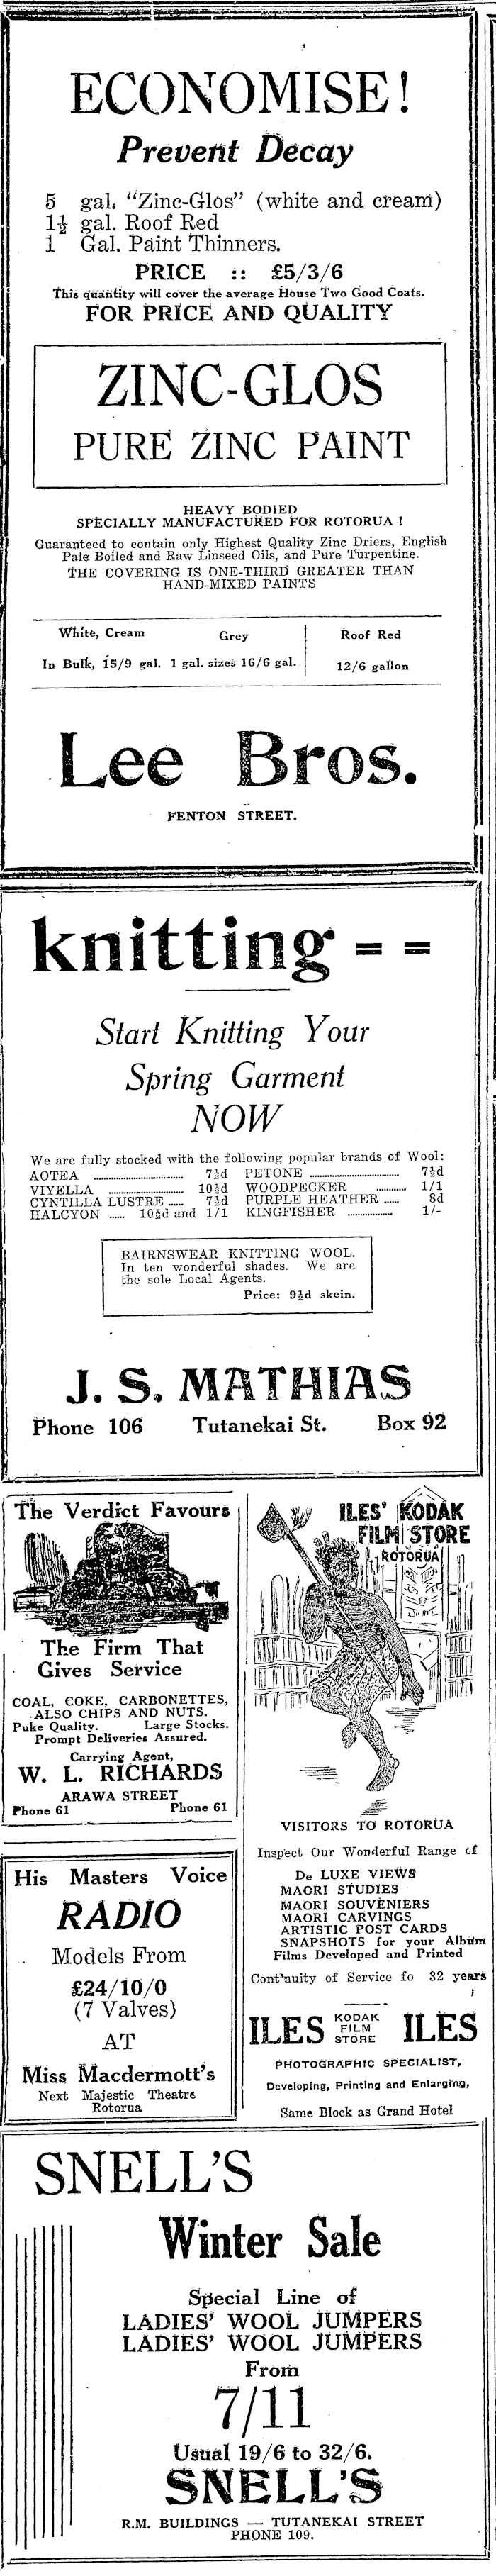 ECONOMISE!
Prevent Decay
5 gal. "Zinc-Glos" (white and cream)
1½ gal. Roof Red
1 Gal. Paint Thinners.
PRICE :: £5/3/6
This quantity will cover the average House Two Good Coats.
FOR PRICE AND QUALITY
ZINC-GLOS
PURE ZINC PAINT
HEAVY BODIED
SPECIALLY MANUFACTURED FOR ROTORUA !
Guaranteed to contain only Highest Quality Zinc Driers, English
Pale Boiled and Raw Linseed Oils, and Pure Turpentine.
THE COVERING IS ONE-THIRD GREATER THAN
HAND-MIXED PAINTS
White, Cream Grey Roof Red
In Bulk, 15/9 gal. 1 gal. sizes 16/6 gal. 12/6 gallon
Lee Bros.
FENTON STREET.
knitting = =
Start Knitting Your
Spring Garment
NOW
We are fully stocked with the following popular brands of Wool:
AOTEA ........ 7½d PETONE ........ 7½d
VIYELLA ........ 10½d WOODPECKER ........ 1/1
CYNTILLA LUSTRE ..... 7½d PURPLE HEATHER ..... 8d
HALCYON ..... 10½d and 1/1 KINGFISHER ........ 1/-
BAIRNSWEAR KNITTING WOOL.
In ten wonderful shades. We are
the sole Local Agents.
Price: 9½d skein.
J. S. MATHIAS
Phone 106 Tutanekai St. Box 92
The Verdict Favours
The Firm That
Gives Service
COAL, COKE, CARBONETTES,
ALSO CHIPS AND NUTS.
Puke Quality. Large Stocks.
Prompt Deliveries Assured.
Carrying Agent,
W. L. RICHARDS
ARAWA STREET
Phone 61 Phone 61
His Masters Voice
RADIO
Models From
£24/10/0
(7 Valves)
AT
Miss Macdermott's
Next Majestic Theatre
Rotorua
ILES' KODAK
FILM STORE
ROTORUA
VISITORS TO ROTORUA
Inspect Our Wonderful Range of
De LUXE VIEWS
MAORI STUDIES
MAORI SOUVENIERS
MAORI CARVINGS
ARTISTIC POST CARDS
SNAPSHOTS for your Album
Films Developed and Printed
Cont'nuity of Service fo 32 years
ILES KODAK FILM STORE ILES
PHOTOGRAPHIC SPECIALIST,
Developing, Printing and Enlarging,
Same Block as Grand Hotel
SNELL'S
Winter Sale
Special Line of
LADIES' WOOL JUMPERS
LADIES' WOOL JUMPERS
From
7/11
Usual 19/6 to 32/6.
SNELL'S
R.M. BUILDINGS — TUTANEKAI STREET
PHONE 109.